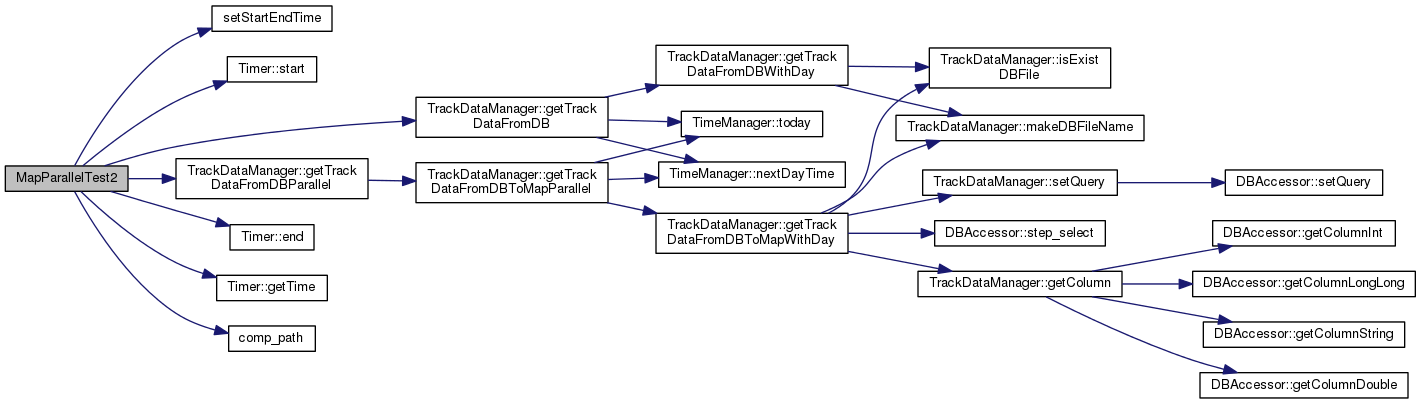 setStartEndTime
Timer::start
TrackDataManager::getTrack
DataFromDB
MapParallelTest2
TrackDataManager::getTrack
DataFromDBParallel
Timer::end
Timer::getTime
comp_path
TrackDataManager::getTrack
DataFromDBToMapParallel
TrackDataManager::getTrack
DataFromDBWithDay
TimeManager::today
TimeManager::nextDayTime
TrackDataManager::getTrack
DataFromDBToMapWithDay
TrackDataManager::isExist
DBFile
TrackDataManager::makeDBFileName
TrackDataManager::setQuery
DBAccessor::step_select
TrackDataManager::getColumn
DBAccessor::setQuery
DBAccessor::getColumnInt
DBAccessor::getColumnLongLong
DBAccessor::getColumnString
DBAccessor::getColumnDouble